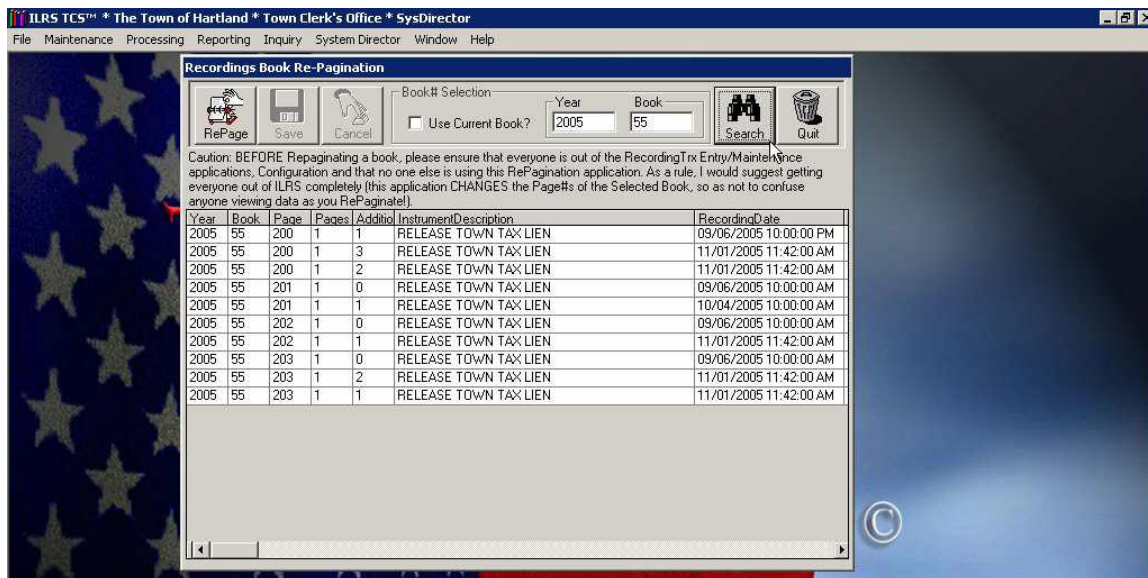 ILRS TCS™ * The Town of Hartland * Town Clerk's Office * SysDirector
File Maintenance Processing Reporting Inquiry System Director Window Help
Recordings Book Re-Pagination
RePage Save Cancel Book# Selection Use Current Book? Year 2005 Book 55 Search Quit
Caution: BEFORE Repaginating a book, please ensure that everyone is out of the RecordingTrx Entry/Maintenance
applications, Configuration and that no one else is using this RePagination application. As a rule, I would suggest getting
everyone out of ILRS completely (this application CHANGES the Page#s of the Selected Book, so as not to confuse
anyone viewing data as you RePaginate!).
Year Book Page Pages Additio InstrumentDescription RecordingDate
2005 55 200 1 1 RELEASE TOWN TAX LIEN 09/06/2005 10:00:00 PM
2005 55 200 1 3 RELEASE TOWN TAX LIEN 11/01/2005 11:42:00 AM
2005 55 200 1 2 RELEASE TOWN TAX LIEN 11/01/2005 11:42:00 AM
2005 55 201 1 0 RELEASE TOWN TAX LIEN 09/06/2005 10:00:00 AM
2005 55 201 1 1 RELEASE TOWN TAX LIEN 10/04/2005 10:00:00 AM
2005 55 202 1 0 RELEASE TOWN TAX LIEN 09/06/2005 10:00:00 AM
2005 55 202 1 1 RELEASE TOWN TAX LIEN 11/01/2005 11:42:00 AM
2005 55 203 1 0 RELEASE TOWN TAX LIEN 09/06/2005 10:00:00 AM
2005 55 203 1 2 RELEASE TOWN TAX LIEN 11/01/2005 11:42:00 AM
2005 55 203 1 1 RELEASE TOWN TAX LIEN 11/01/2005 11:42:00 AM
©